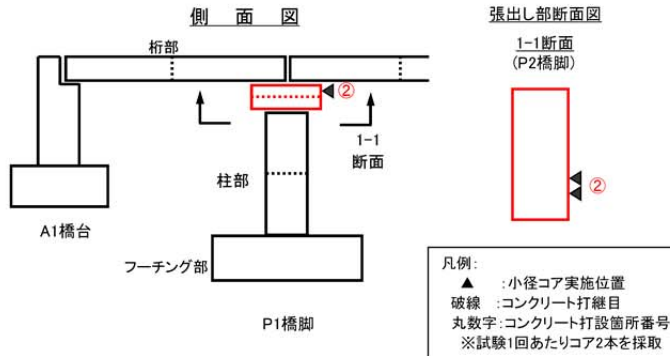 側 面 図
桁部
②
1-1
断面
柱部
A1橋台
フーチング部
P1橋脚
張出し部断面図
1-1断面
(P2橋脚)
②
凡例:
▲ :小径コア実施位置
破線 :コンクリート打継目
丸数字:コンクリート打設箇所番号
※試験1回あたりコア2本を採取